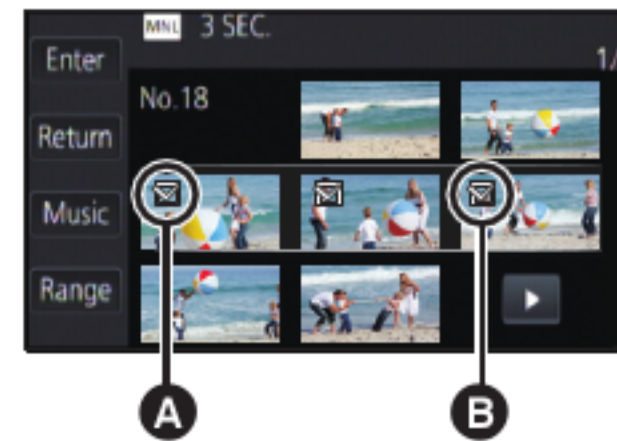 MNL 3 SEC.
1/
Enter
No.18
Return
Music
Range
A
B